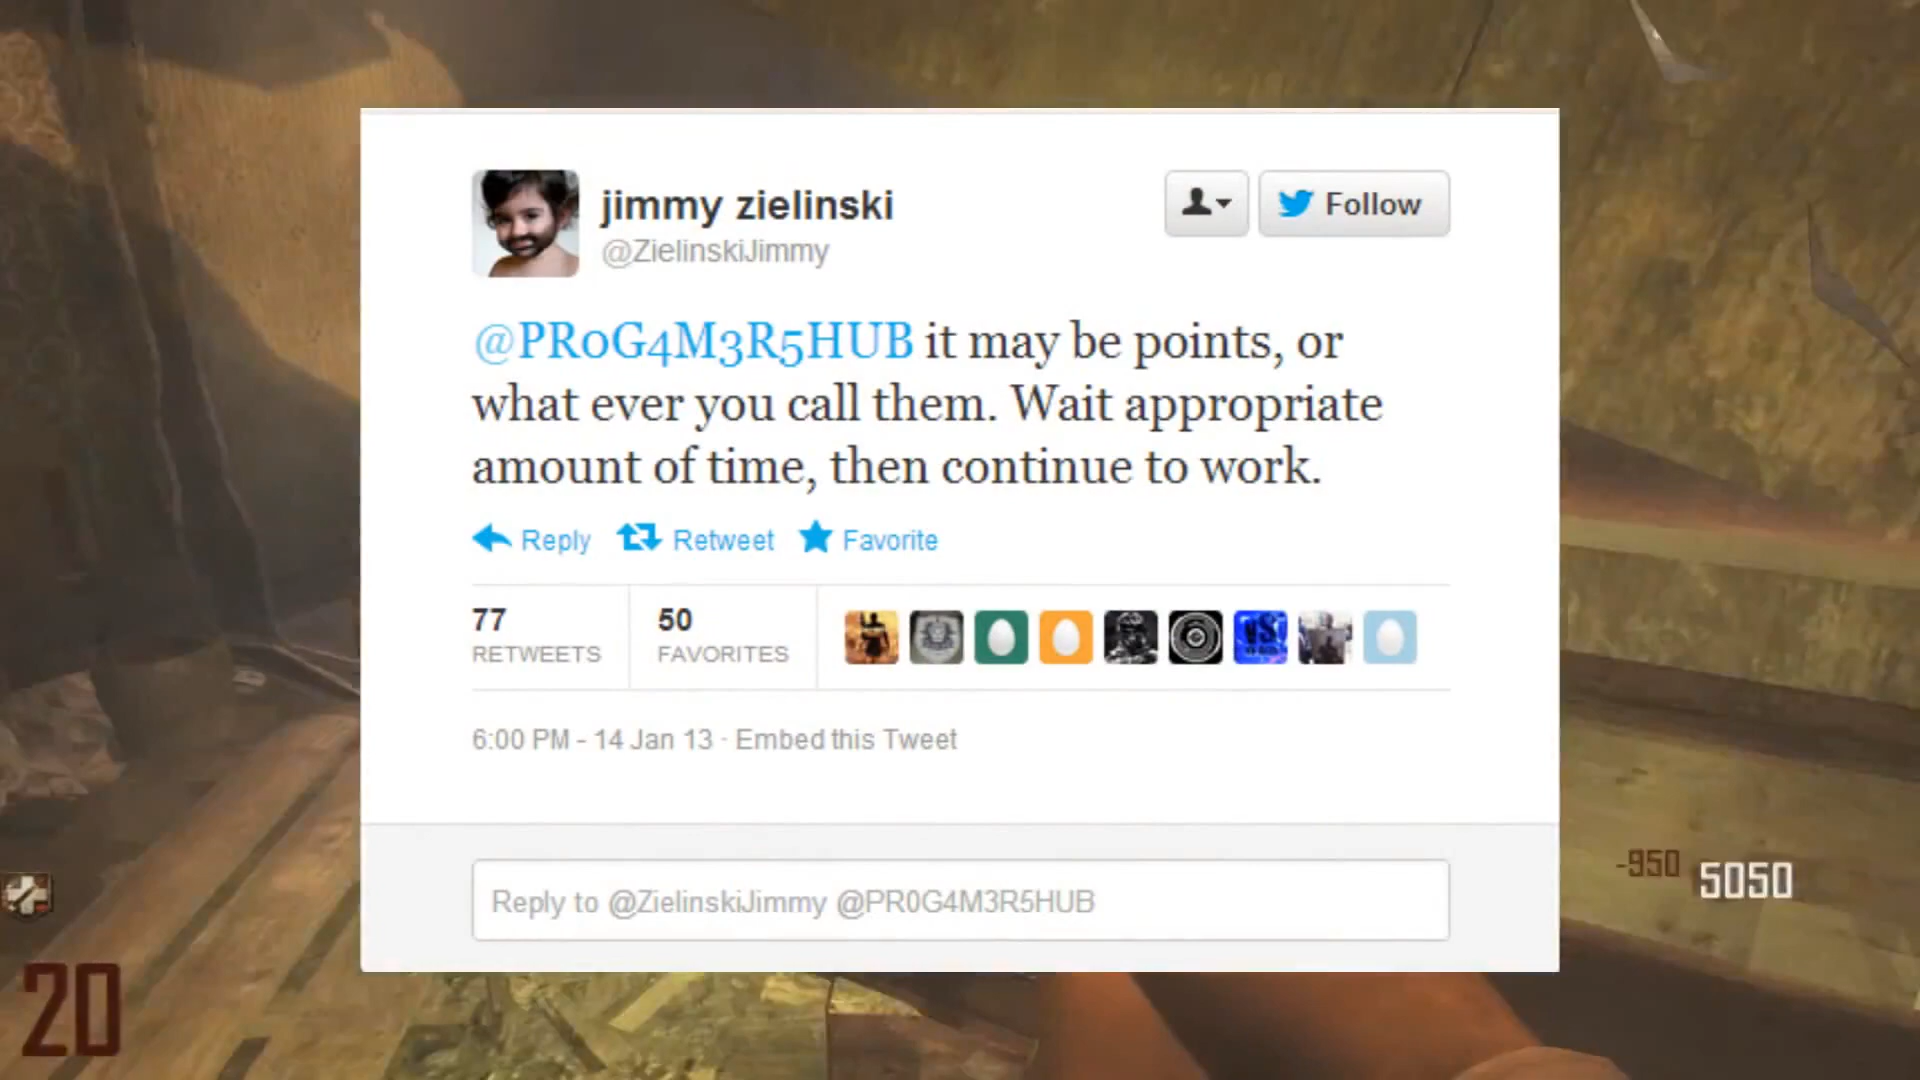 jimmy zielinski
@ZielinskiJimmy
Follow
@PR0G4M3R5HUB it may be points, or
what ever you call them. Wait appropriate
amount of time, then continue to work.
Reply Retweet Favorite
77
RETWEETS
50
FAVORITES
VS
6:00 PM - 14 Jan 13 · Embed this Tweet
Reply to @ZielinskiJimmy @PR0G4M3R5HUB
-950
5050
20